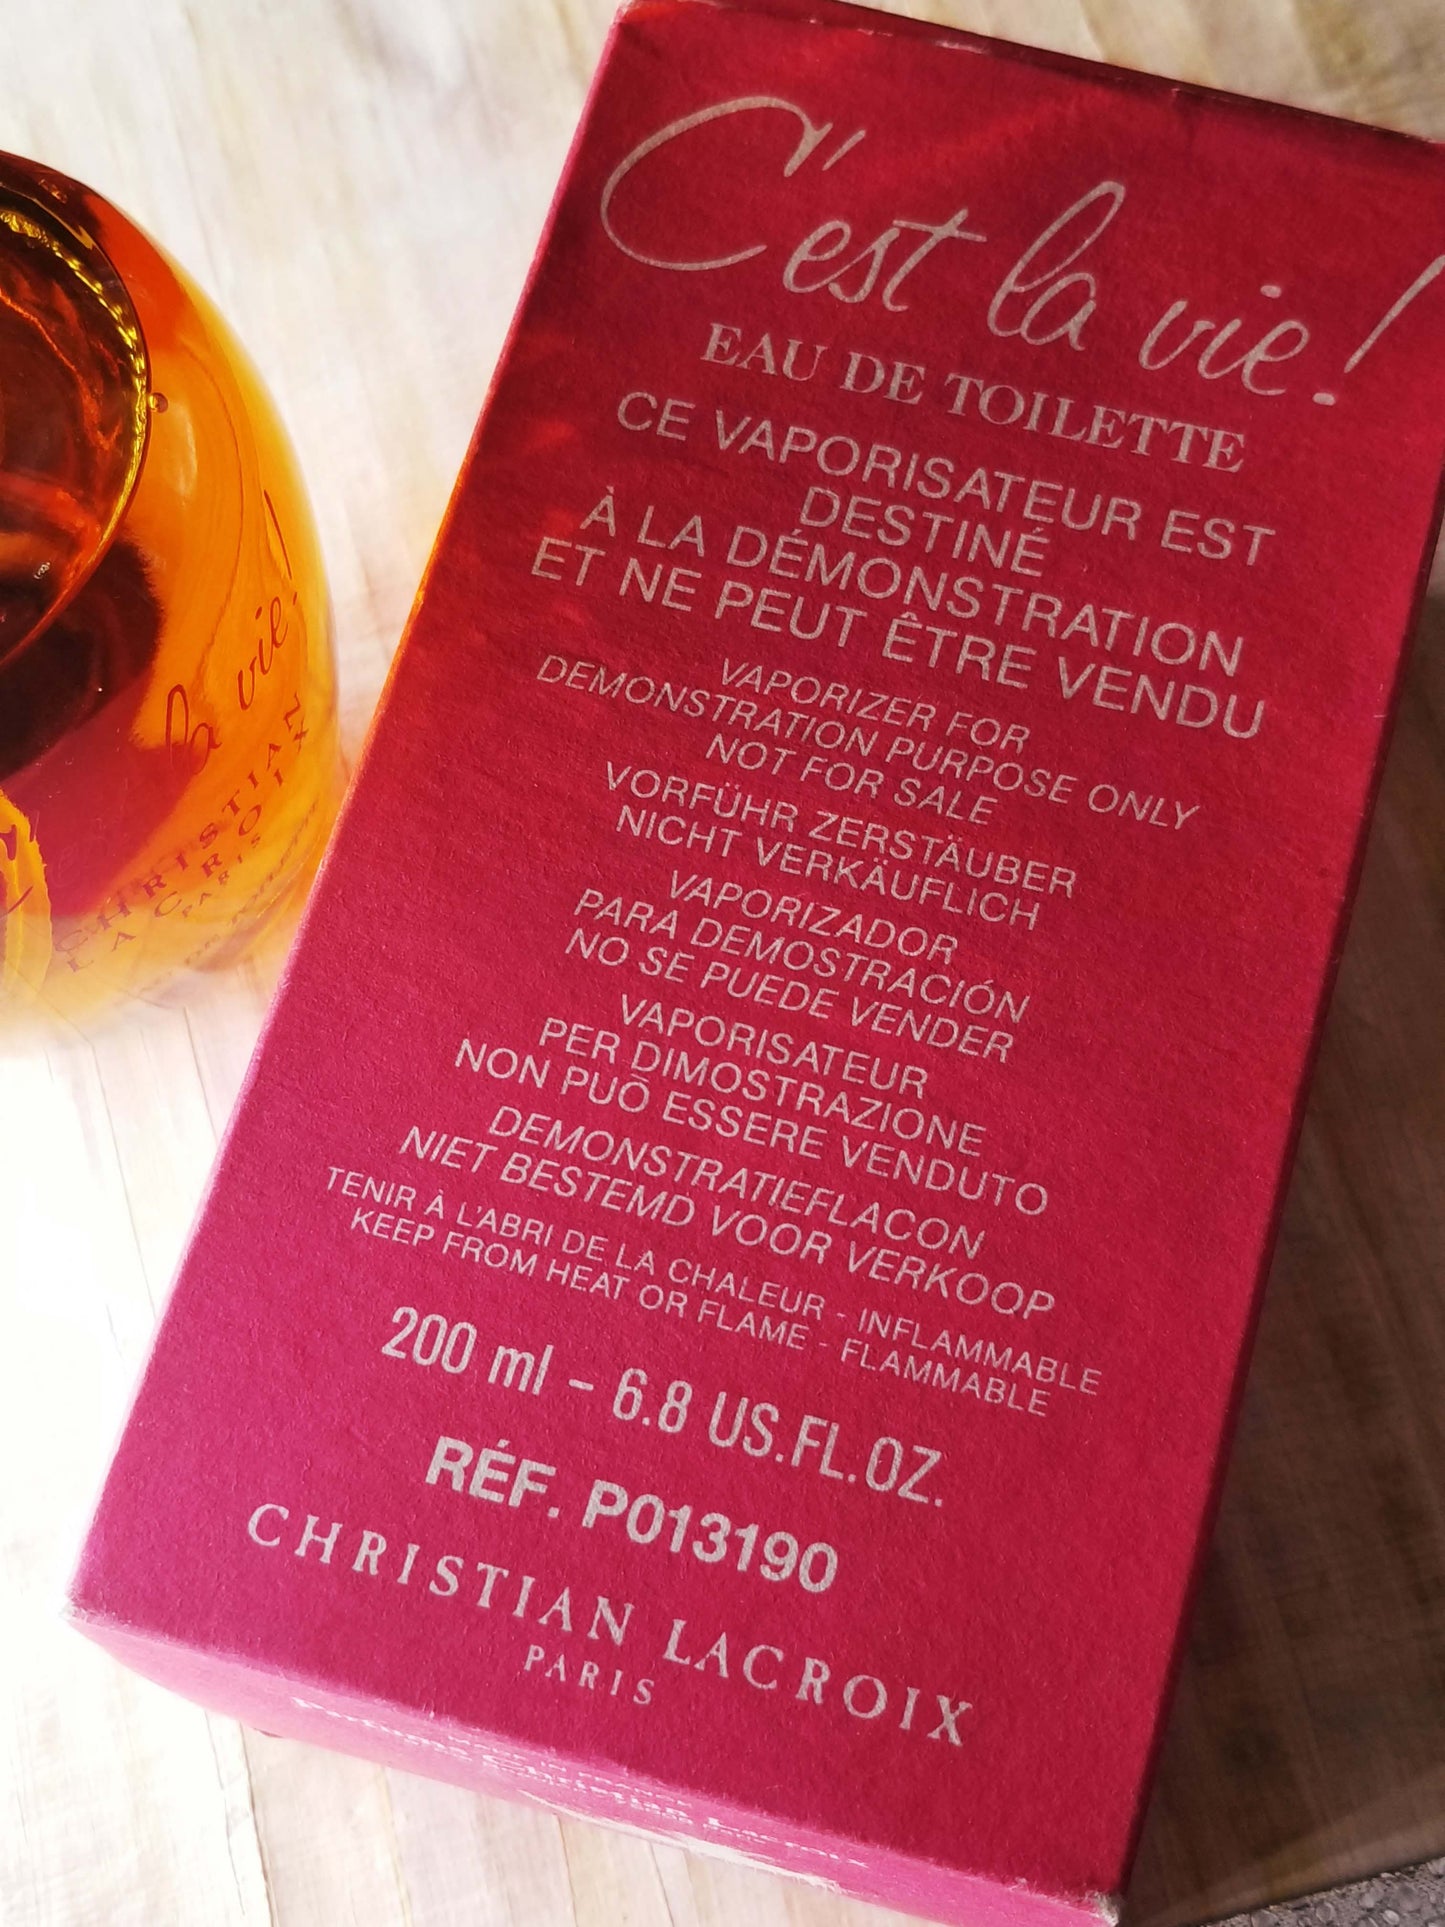 C'est la vie!
EAU DE TOILETTE
CE VAPORISATEUR EST
DESTINÉ
À LA DÉMONSTRATION
ET NE PEUT ÊTRE VENDU
VAPORIZER FOR
DEMONSTRATION PURPOSE ONLY
NOT FOR SALE
VORFÜHR ZERSTÄUBER
NICHT VERKÄUFLICH
VAPORIZADOR
PARA DEMOSTRACIÓN
NO SE PUEDE VENDER
VAPORISATEUR
PER DIMOSTRAZIONE
NON PUÒ ESSERE VENDUTO
DEMONSTRATIEFLACON
NIET BESTEMD VOOR VERKOOP
TENIR À L'ABRI DE LA CHALEUR - INFLAMMABLE
KEEP FROM HEAT OR FLAME - FLAMMABLE
200 ml - 6.8 US.FL.OZ.
RÉF. P013190
CHRISTIAN LACROIX
PARIS
la vie!
CHRISTIAN
LACROIX
PARIS